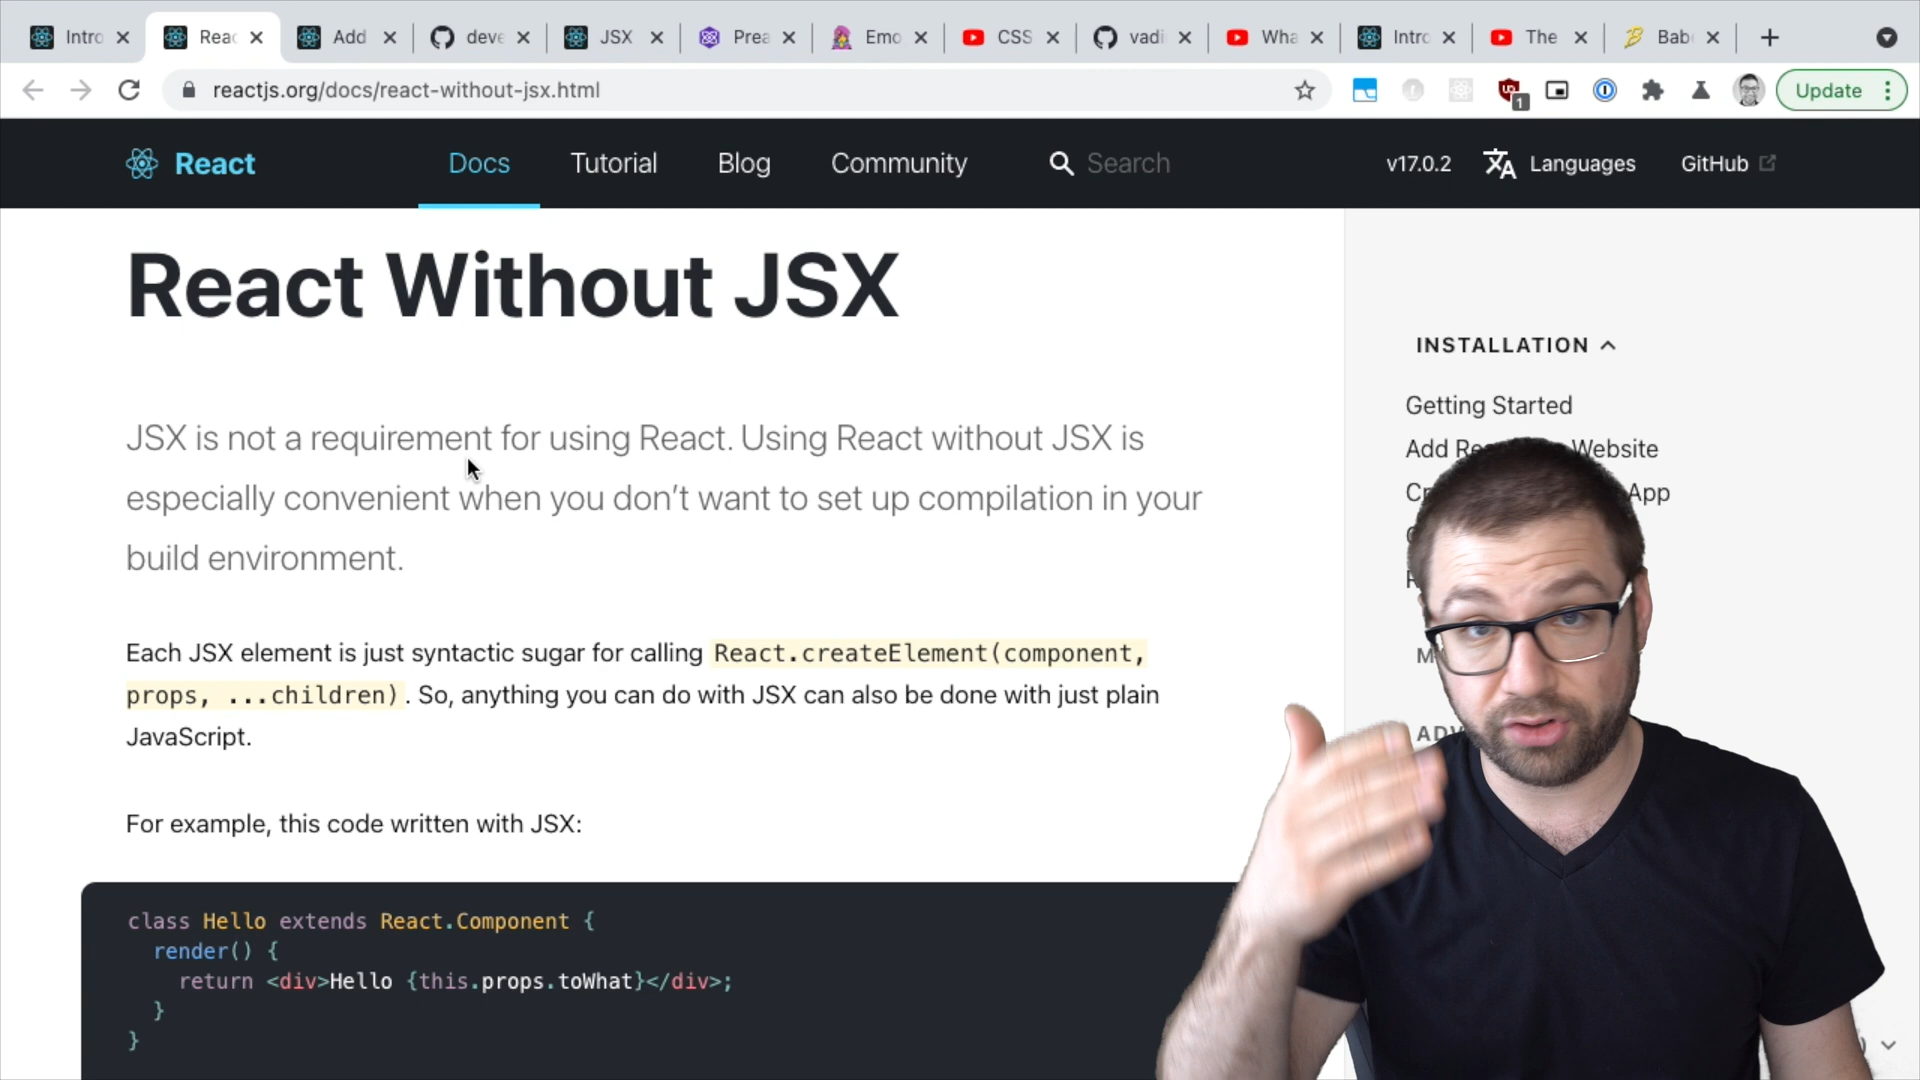 Intro
Reac
Add
deve
JSX
Prea
Emo
CSS
vadi
Wha
Intro
The
Bab
reactjs.org/docs/react-without-jsx.html
1
Update
React
Docs
Tutorial
Blog
Community
Search
v17.0.2
Languages
GitHub
React Without JSX
JSX is not a requirement for using React. Using React without JSX is
especially convenient when you don’t want to set up compilation in your
build environment.
Each JSX element is just syntactic sugar for calling React.createElement(component,
props, ...children). So, anything you can do with JSX can also be done with just plain
JavaScript.
For example, this code written with JSX:
class Hello extends React.Component {
render() {
return <div>Hello {this.props.toWhat}</div>;
}
}
INSTALLATION
Getting Started
Add Website
App